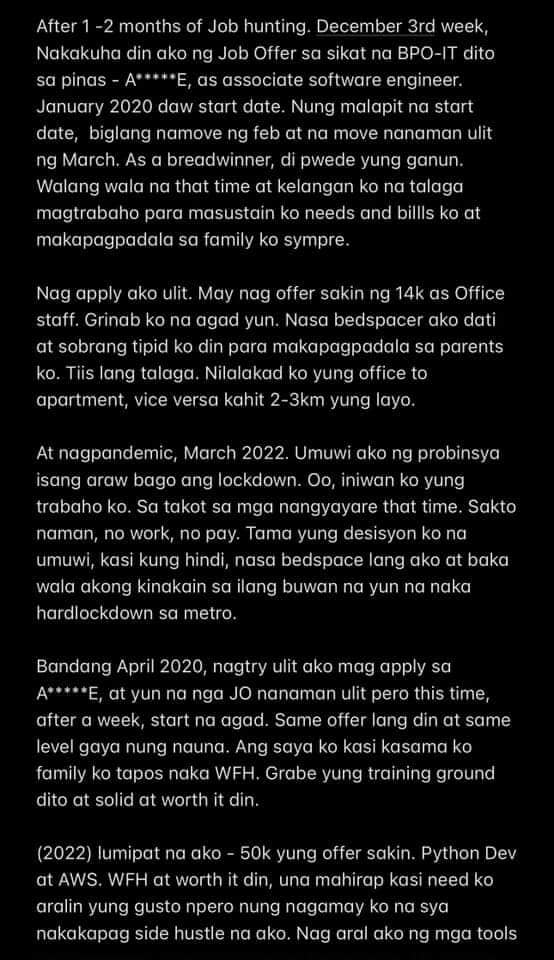 After 1 -2 months of Job hunting. December 3rd week,
Nakakuha din ako ng Job Offer sa sikat na BPO-IT dito
sa pinas - A*****E, as associate software engineer.
January 2020 daw start date. Nung malapit na start
date,  biglang namove ng feb at na move nanaman ulit
ng March. As a breadwinner, di pwede yung ganun.
Walang wala na that time at kelangan ko na talaga
magtrabaho para masustain ko needs and billls ko at
makapagpadala sa family ko sympre.

Nag apply ako ulit. May nag offer sakin ng 14k as Office
staff. Grinab ko na agad yun. Nasa bedspacer ako dati
at sobrang tipid ko din para makapagpadala sa parents
ko. Tiis lang talaga. Nilalakad ko yung office to
apartment, vice versa kahit 2-3km yung layo.

At nagpandemic, March 2022. Umuwi ako ng probinsya
isang araw bago ang lockdown. Oo, iniwan ko yung
trabaho ko. Sa takot sa mga nangyayare that time. Sakto
naman, no work, no pay. Tama yung desisyon ko na
umuwi, kasi kung hindi, nasa bedspace lang ako at baka
wala akong kinakain sa ilang buwan na yun na naka
hardlockdown sa metro.

Bandang April 2020, nagtry ulit ako mag apply sa
A*****E, at yun na nga JO nanaman ulit pero this time,
after a week, start na agad. Same offer lang din at same
level gaya nung nauna. Ang saya ko kasi kasama ko
family ko tapos naka WFH. Grabe yung training ground
dito at solid at worth it din.

(2022) lumipat na ako - 50k yung offer sakin. Python Dev
at AWS. WFH at worth it din, una mahirap kasi need ko
aralin yung gusto npero nung nagamay ko na sya
nakakapag side hustle na ako. Nag aral ako ng mga tools